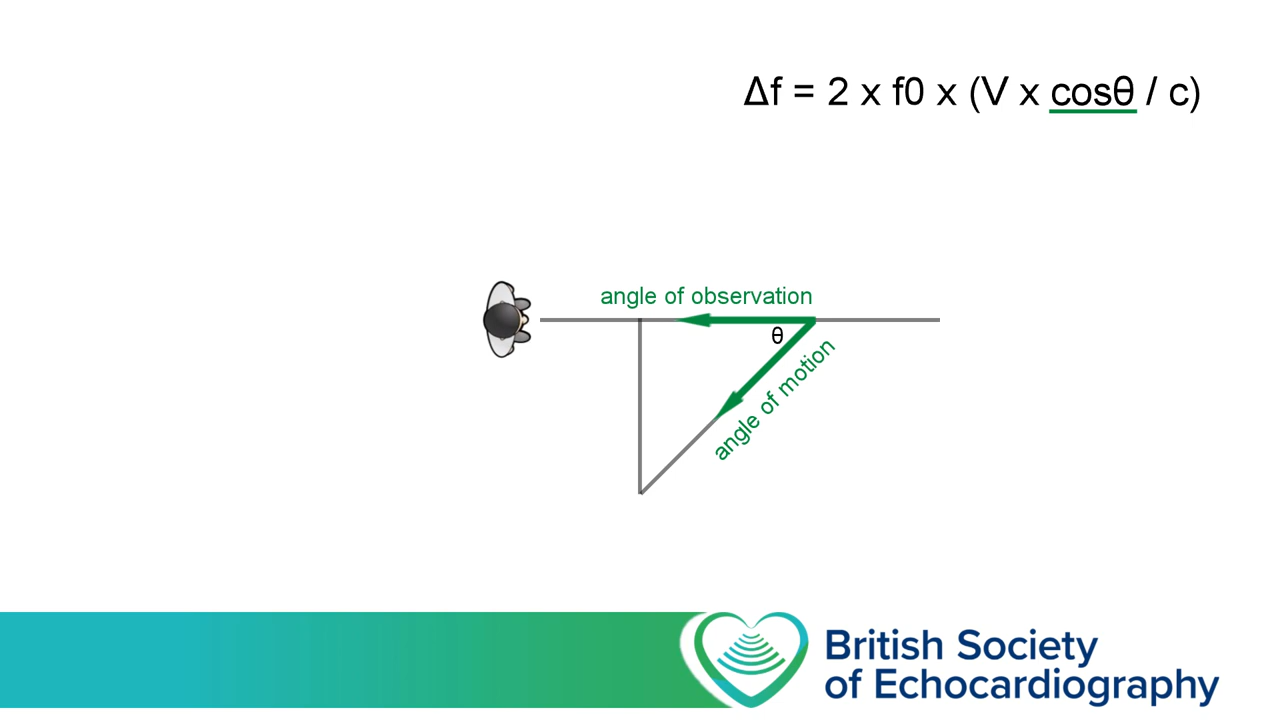 Δf = 2 x f0 x (V x cosθ / c)
angle of observation
θ
angle of motion
British Society
of Echocardiography